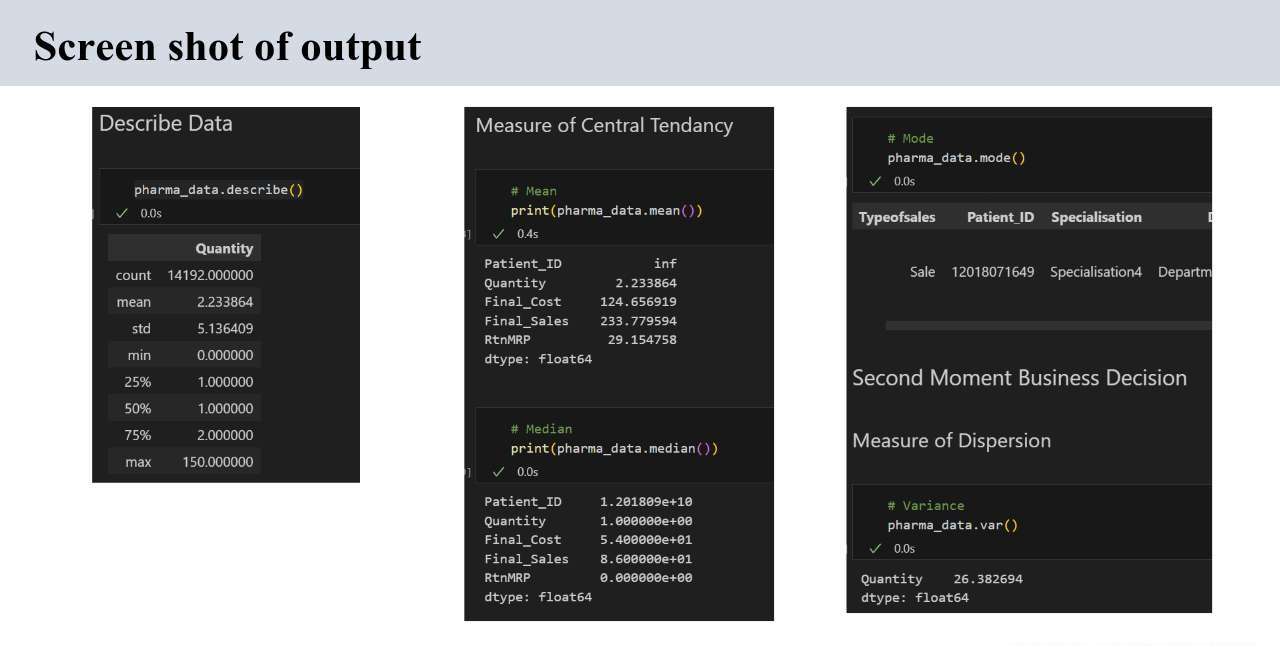 Screen shot of output
Describe Data
pharma_data.describe()
0.0s
Quantity
count 14192.000000
mean 2.233864
std 5.136409
min 0.000000
25% 1.000000
50% 1.000000
75% 2.000000
max 150.000000
Measure of Central Tendancy
# Mean
print(pharma_data.mean())
0.4s
Patient_ID inf
Quantity 2.233864
Final_Cost 124.656919
Final_Sales 233.779594
RtnMRP 29.154758
dtype: float64
# Median
print(pharma_data.median())
0.0s
Patient_ID 1.201809e+10
Quantity 1.000000e+00
Final_Cost 5.400000e+01
Final_Sales 8.600000e+01
RtnMRP 0.000000e+00
dtype: float64
# Mode
pharma_data.mode()
0.0s
Typeofsales Patient_ID Specialisation
Sale 12018071649 Specialisation4 Departm
Second Moment Business Decision
Measure of Dispersion
# Variance
pharma_data.var()
0.0s
Quantity 26.382694
dtype: float64